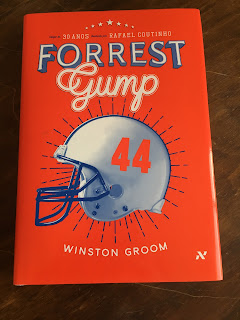 30 ANOS
RAFAEL COUTINHO
FORREST
Gump
44
WINSTON GROOM